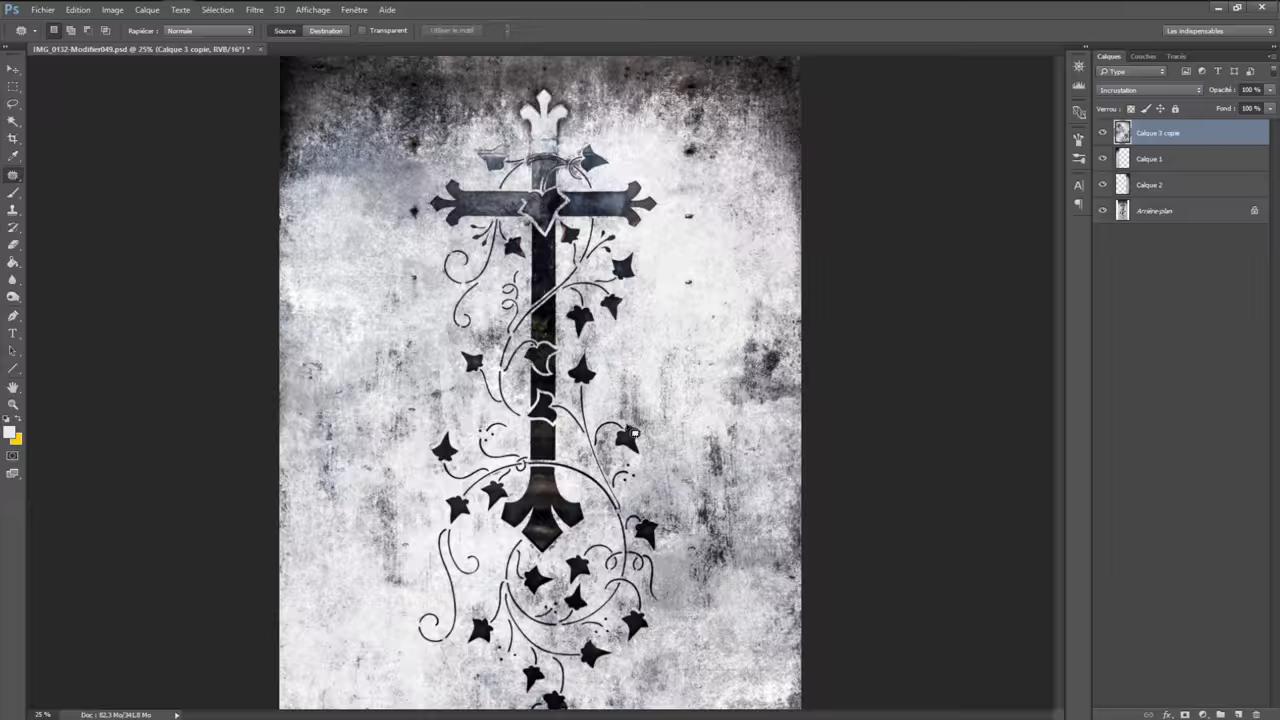 Ps Fichier Edition Image Calque Texte Sélection Filtre 3D Affichage Fenêtre Aide
Rapiécer : Normale Source Destination Transparent Utiliser le motif Les indispensables
IMG_0132-Modifier049.psd @ 25% (Calque 3 copie, RVB/16*) * ×
Calques Couches Tracés
Type
Incrustation Opacité : 100 %
Verrou : Fond : 100 %
Calque 3 copie
Calque 1
Calque 2
Arrière-plan
25 % Doc : 82,3 Mo/341,8 Mo